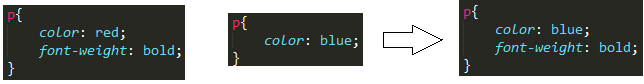 p{
    color: red;
    font-weight: bold;
}
p{
    color: blue;
}
p{
    color: blue;
    font-weight: bold;
}